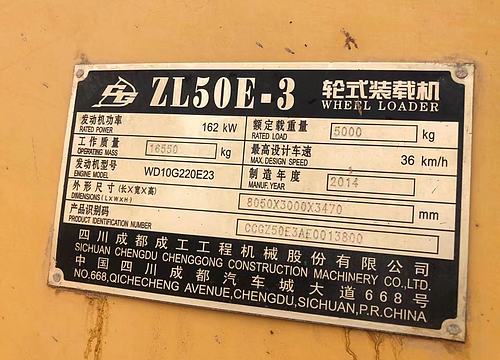 ZL50E-3 轮式装载机
WHEEL LOADER
发动机功率 162 kW 额定载重量 5000 kg
RATED POWER RATED LOAD
工作质量 16550 kg 最高设计车速 36 km/h
OPERATING MASS MAX. DESIGN SPEED
发动机型号 WD10G220E23 制造年度 2014
ENGINE MODEL MANUF. YEAR
外形尺寸(长×宽×高) 8050X3000X3470 mm
DIMENSIONS (L×W×H)
产品识别码 CCGZ50E3AE0013800
PRODUCT IDENTIFICATION NUMBER
四川成都成工工程机械股份有限公司
SICHUAN CHENGDU CHENGGONG CONSTRUCTION MACHINERY CO.,LTD.
中国四川成都汽车城大道668号
NO.668,QICHECHENG AVENUE,CHENGDU,SICHUAN,P.R.CHINA